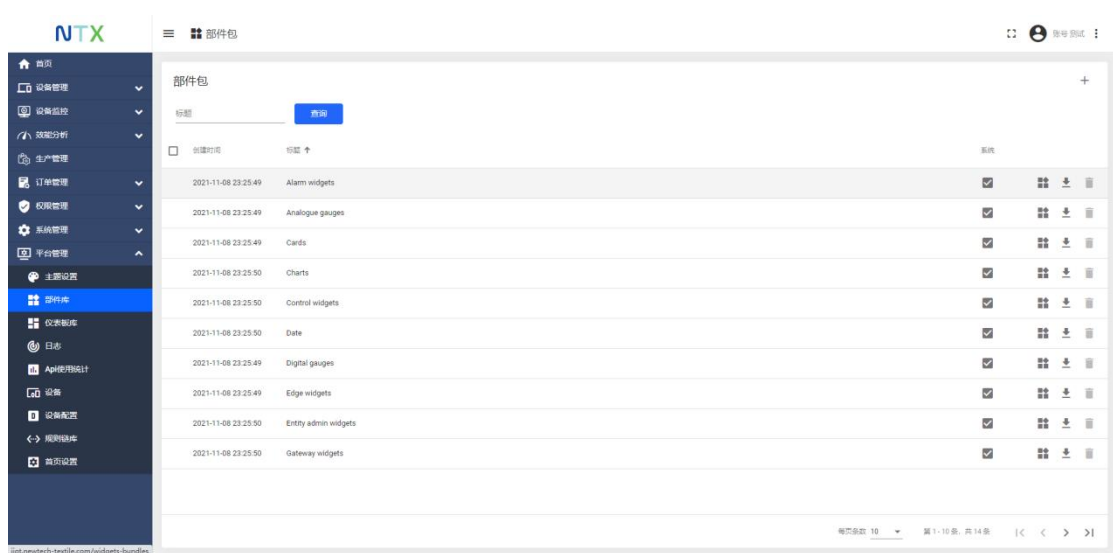 NTX
部件包
账号 测试
首页
设备管理
设备监控
效能分析
生产管理
订单管理
权限管理
系统管理
平台管理
主题设置
部件库
仪表板库
日志
Api使用统计
设备
设备配置
规则链库
首页设置
部件包
标题
查询
创建时间 标题 系统
2021-11-08 23:25:49 Alarm widgets
2021-11-08 23:25:49 Analogue gauges
2021-11-08 23:25:49 Cards
2021-11-08 23:25:50 Charts
2021-11-08 23:25:50 Control widgets
2021-11-08 23:25:50 Date
2021-11-08 23:25:49 Digital gauges
2021-11-08 23:25:49 Edge widgets
2021-11-08 23:25:50 Entity admin widgets
2021-11-08 23:25:50 Gateway widgets
每页条数 10 第 1 - 10 条, 共 14 条
iiot.newtech-textile.com/widgets-bundles